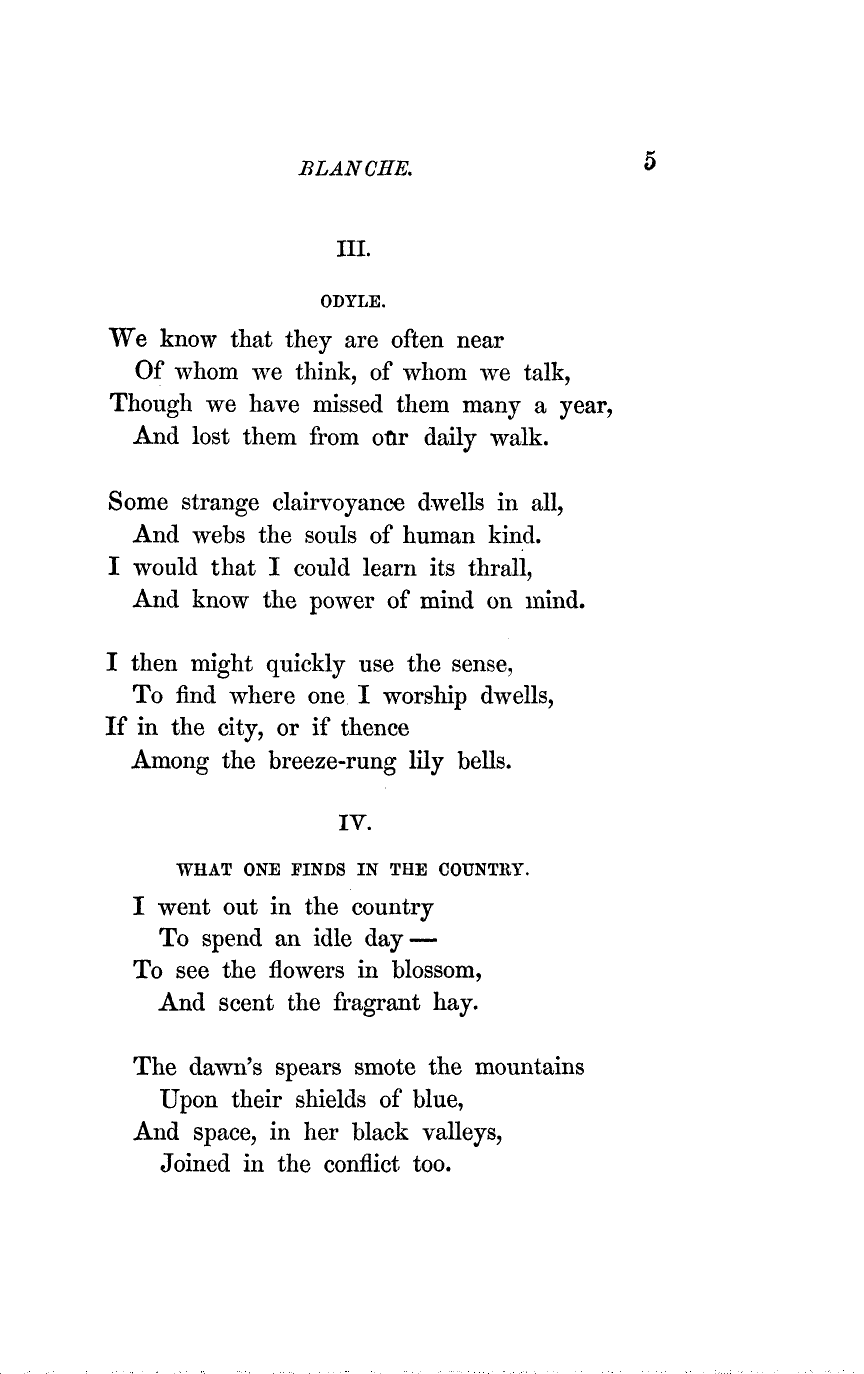 BLANCHE. 5
III.
ODYLE.
We know that they are often near
Of whom we think, of whom we talk,
Though we have missed them many a year,
And lost them from our daily walk.
Some strange clairvoyance dwells in all,
And webs the souls of human kind.
I would that I could learn its thrall,
And know the power of mind on mind.
I then might quickly use the sense,
To find where one I worship dwells,
If in the city, or if thence
Among the breeze-rung lily bells.
IV.
WHAT ONE FINDS IN THE COUNTRY.
I went out in the country
To spend an idle day —
To see the flowers in blossom,
And scent the fragrant hay.
The dawn's spears smote the mountains
Upon their shields of blue,
And space, in her black valleys,
Joined in the conflict too.